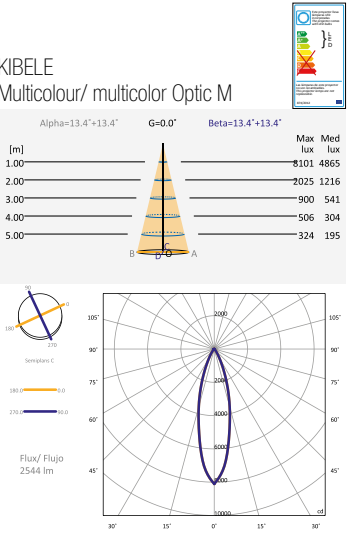 KIBELE
Multicolour/ multicolor Optic M
L
E
D
Alpha=13.4°+13.4° G=0.0° Beta=13.4°+13.4°
Max Med
[m] lux lux
1.00 8101 4865
2.00 2025 1216
3.00 900 541
4.00 506 304
5.00 324 195
C
B D O A
90
0
180
270
Semiplans C
180.0 0.0
270.0 90.0
Flux/ Flujo
2544 lm
2000
105° 105°
90° 90°
2000
75° 75°
4000
60° 60°
6000
45° 8000 45°
10000 cd
30° 15° 0° 15° 30°